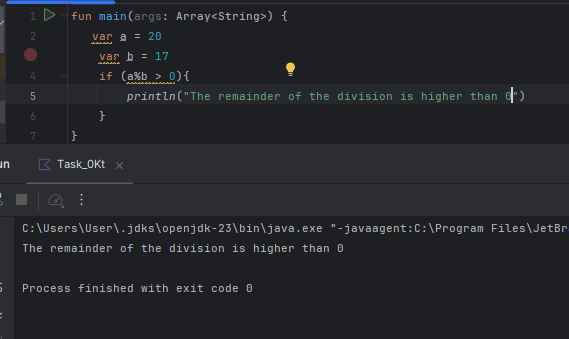 1 fun main(args: Array<String>) {
2 var a = 20
var b = 17
4 if (a%b > 0){
5 println("The remainder of the division is higher than 0")
6 }
7 }
un Task_0Kt ×
C:\Users\User\.jdks\openjdk-23\bin\java.exe "-javaagent:C:\Program Files\JetBr
The remainder of the division is higher than 0
Process finished with exit code 0